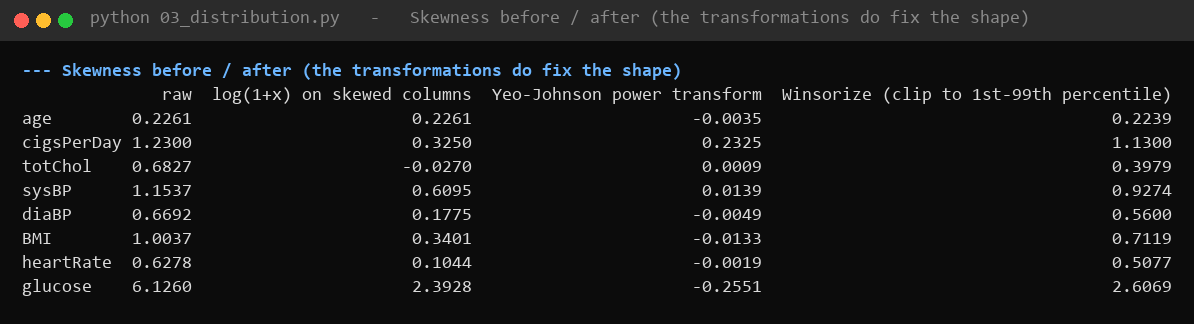 python 03_distribution.py   -   Skewness before / after (the transformations do fix the shape)
--- Skewness before / after (the transformations do fix the shape)
              raw  log(1+x) on skewed columns  Yeo-Johnson power transform  Winsorize (clip to 1st-99th percentile)
age        0.2261                      0.2261                      -0.0035                                   0.2239
cigsPerDay 1.2300                      0.3250                       0.2325                                   1.1300
totChol    0.6827                     -0.0270                       0.0009                                   0.3979
sysBP      1.1537                      0.6095                       0.0139                                   0.9274
diaBP      0.6692                      0.1775                      -0.0049                                   0.5600
BMI        1.0037                      0.3401                      -0.0133                                   0.7119
heartRate  0.6278                      0.1044                      -0.0019                                   0.5077
glucose    6.1260                      2.3928                      -0.2551                                   2.6069